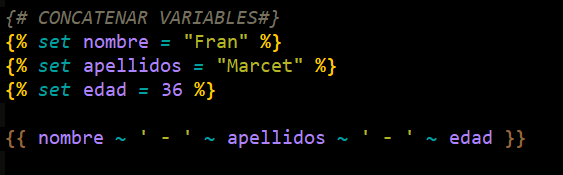 {# CONCATENAR VARIABLES#}
{% set nombre = "Fran" %}
{% set apellidos = "Marcet" %}
{% set edad = 36 %}
{{ nombre ~ ' - ' ~ apellidos ~ ' - ' ~ edad }}